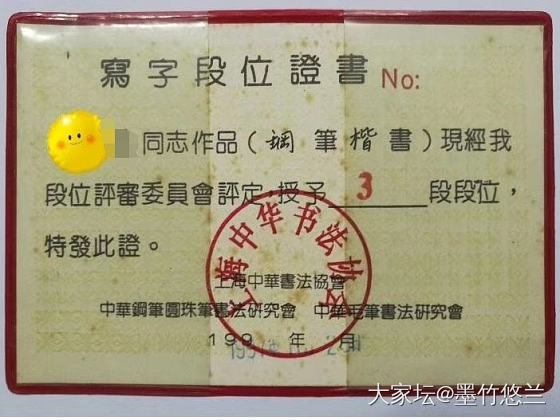 寫字段位證書 No:
同志作品（鋼筆楷書）現經我
段位評審委員會評定,授予 3 段段位，
特發此證。
上海中华书法协会
上海中華書法協會
中華鋼筆圓珠筆書法研究會 中華毛筆書法研究會
199 年 月
大家坛@墨竹悠兰